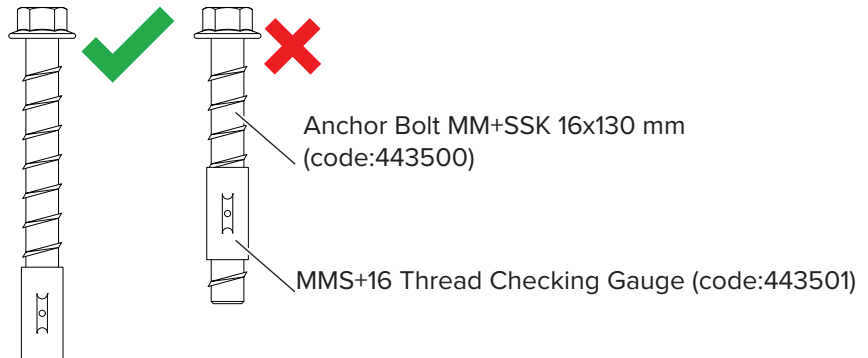 Anchor Bolt MM+SSK 16x130 mm
(code:443500)
MMS+16 Thread Checking Gauge (code:443501)